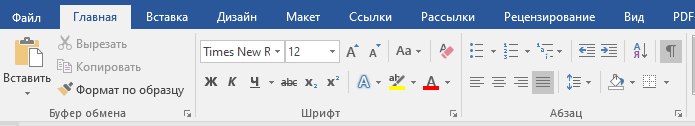 Файл Главная Вставка Дизайн Макет Ссылки Рассылки Рецензирование Вид PDF
Вставить
Вырезать
Копировать
Формат по образцу
Буфер обмена
Times New R 12 Aa
Ж К Ч abc x₂ x² A aby A
Шрифт
А Я ¶
Абзац